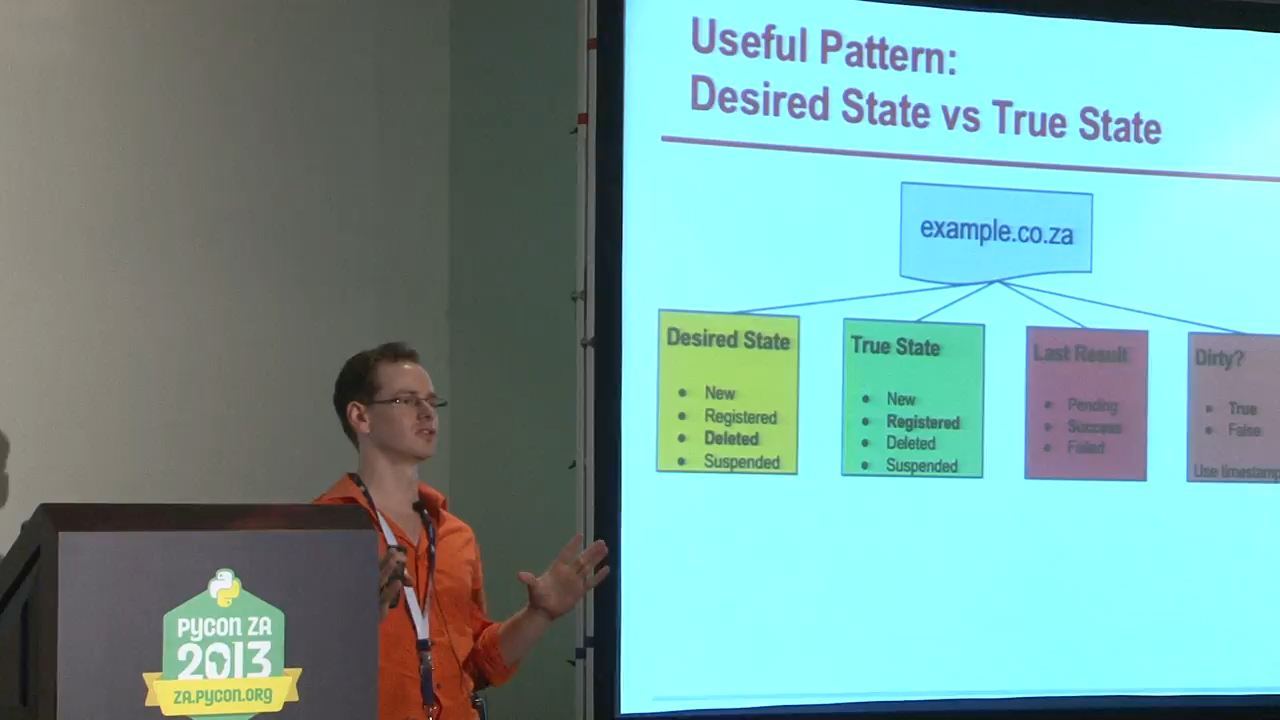 Useful Pattern:
Desired State vs True State
example.co.za
Desired State
• New
• Registered
• Deleted
• Suspended
True State
• New
• Registered
• Deleted
• Suspended
Last Result
• Pending
• Success
• Failed
Dirty?
• True
• False
Use timestamp
PYCON ZA
2013
ZA.PYCON.ORG